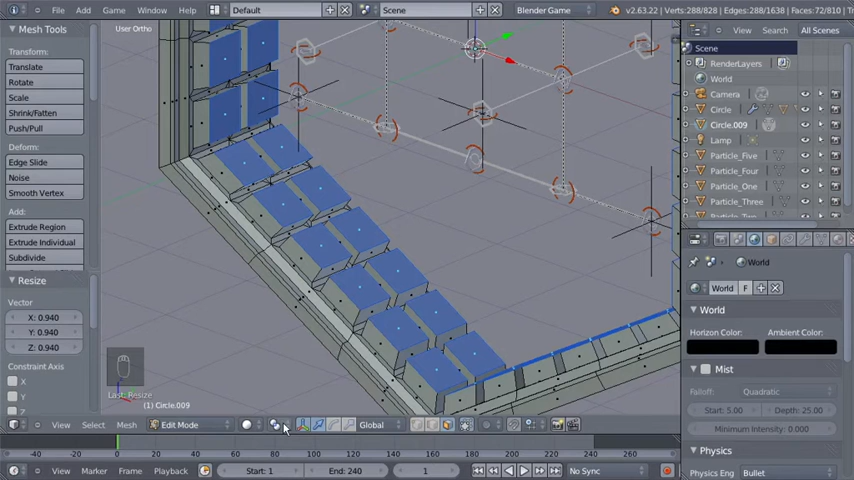 File Add Window Help Default Scene Blender Game v2.63.22 | Verts:288/828 | Edges:288/1638 | Faces:72/810 | T
Mesh Tools
Transform:
Translate
Rotate
Scale
Shrink/Fatten
Push/Pull
Deform:
Edge Slide
Noise
Smooth Vertex
Add:
Extrude Region
Extrude Individual
Subdivide
Resize
Vector
X: 0.940
Y: 0.940
Z: 0.940
Constraint Axis
X
Y
User Ortho
Last: Resize
(1) Circle.009
View Search All Scenes
Scene
RenderLayers
World
Camera
Circle
Circle.009
Lamp
Particle_Five
Particle_Four
Particle_One
Particle_Three
World
World F
World
Horizon Color: Ambient Color:
Mist
Falloff: Quadratic
Start: 5.00 Depth: 25.00
Minimum Intensity: 0.000
Physics
Physics Eng Bullet
View Select Mesh Edit Mode Global
-40 -20 0 20 40 60 80 100 120 140 160 180 200 220 240 260 280
View Marker Frame Playback Start: 1 End: 240 1 No Sync